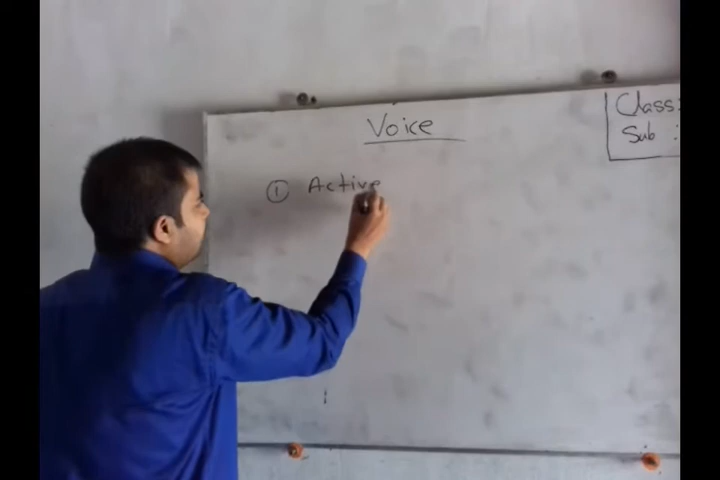 Voice
Class:
Sub :
① Active